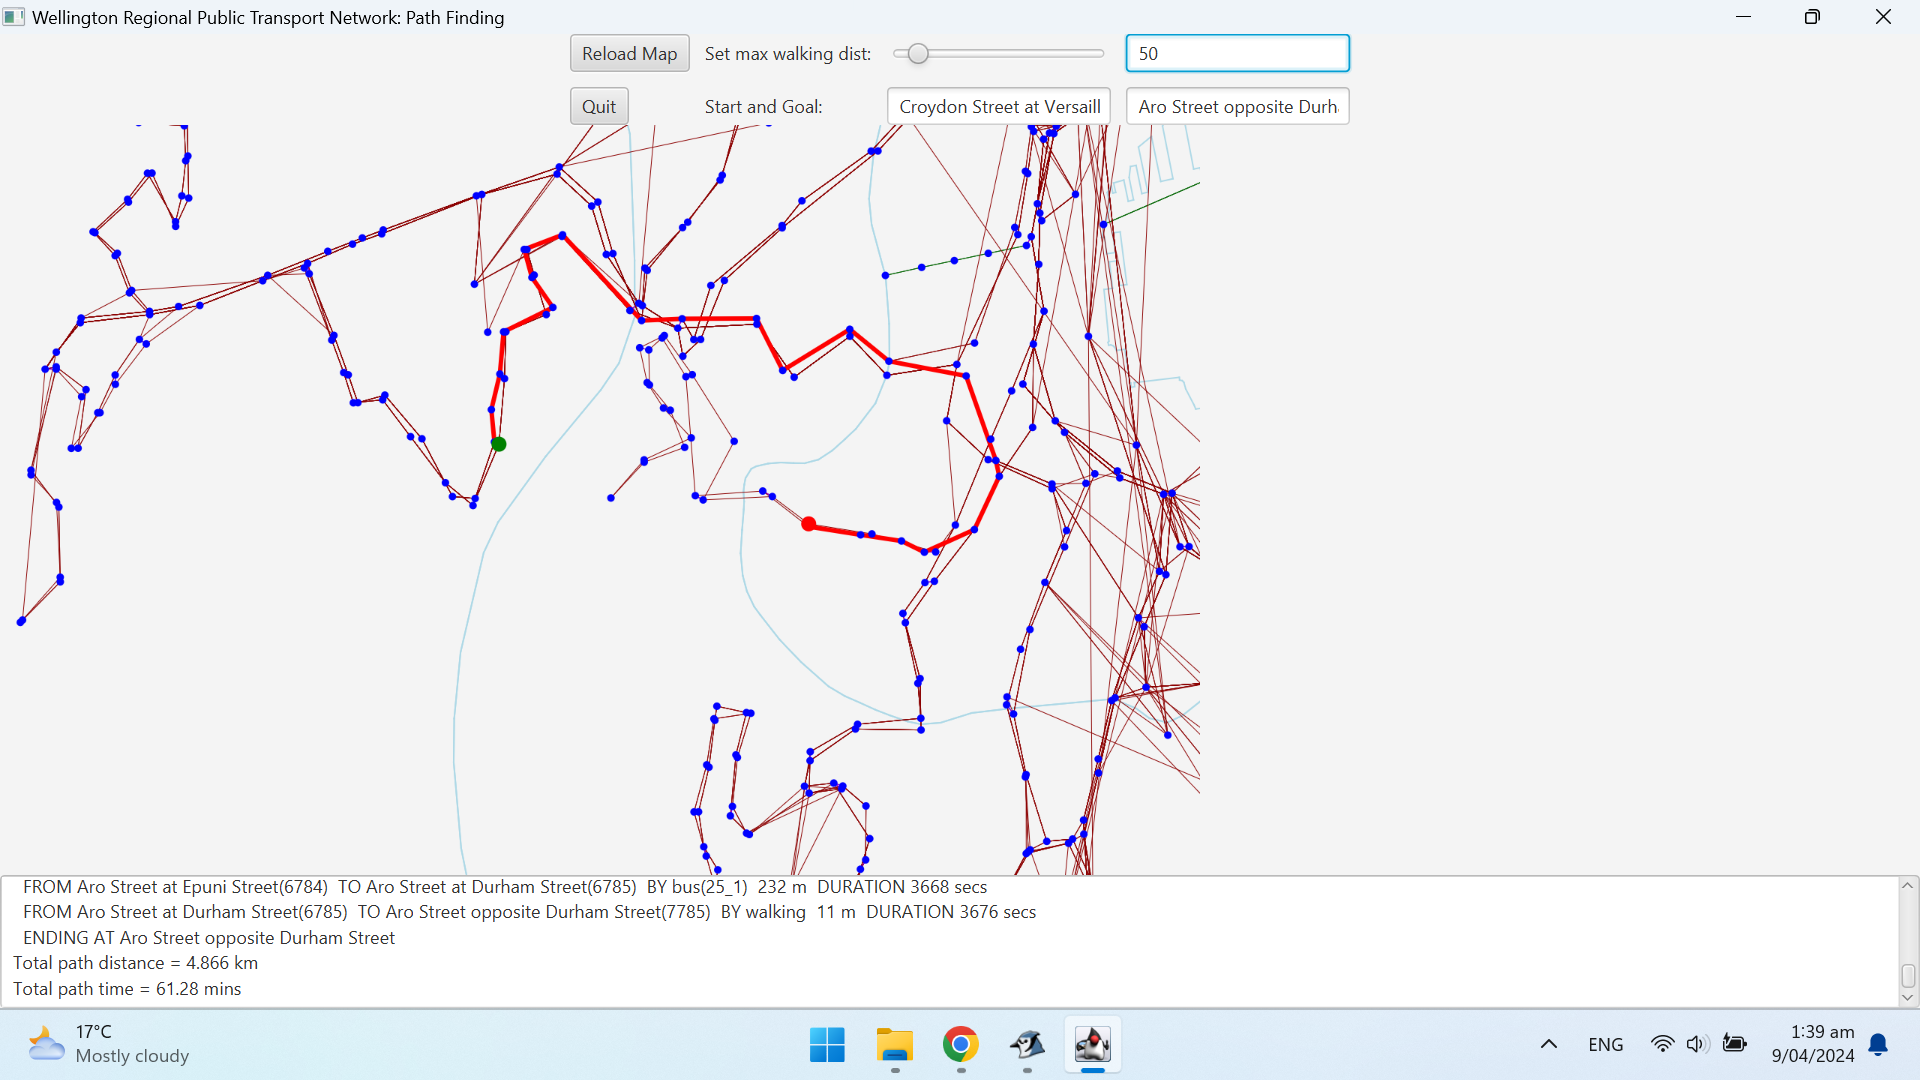 Wellington Regional Public Transport Network: Path Finding
Reload Map Set max walking dist: 50
Quit Start and Goal: Croydon Street at Versaill Aro Street opposite Durh
FROM Aro Street at Epuni Street(6784) TO Aro Street at Durham Street(6785) BY bus(25_1) 232 m DURATION 3668 secs
FROM Aro Street at Durham Street(6785) TO Aro Street opposite Durham Street(7785) BY walking 11 m DURATION 3676 secs
ENDING AT Aro Street opposite Durham Street
Total path distance = 4.866 km
Total path time = 61.28 mins
17°C
Mostly cloudy
ENG
1:39 am
9/04/2024